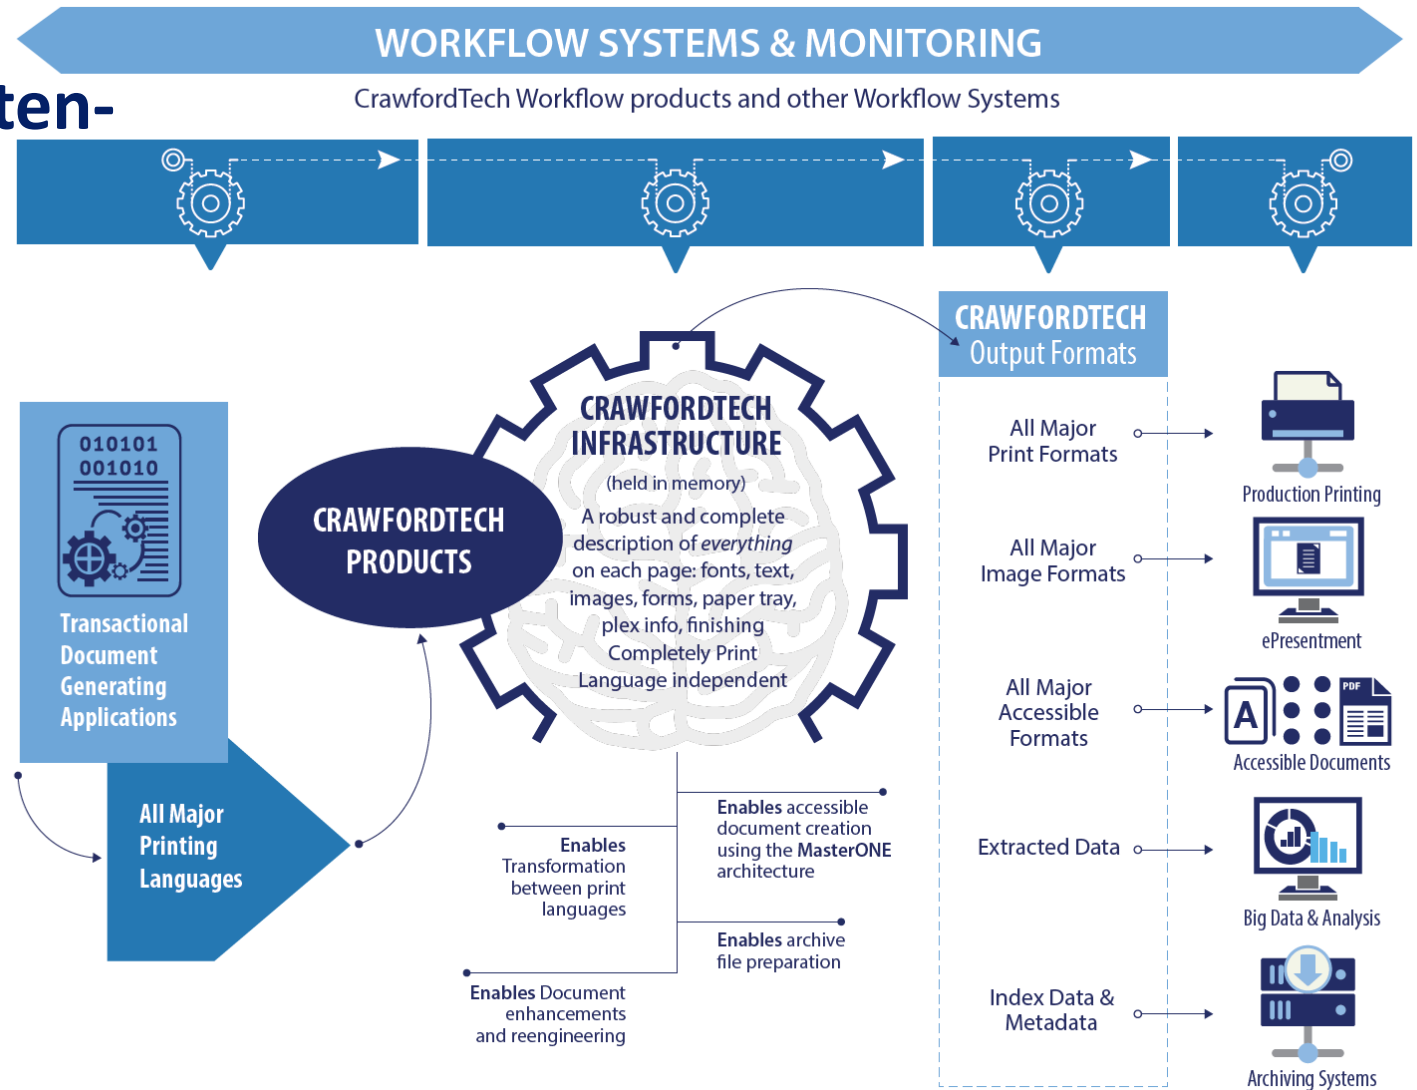 WORKFLOW SYSTEMS & MONITORING
ten-
CrawfordTech Workflow products and other Workflow Systems
010101
001010
Transactional
Document
Generating
Applications
All Major
Printing
Languages
CRAWFORDTECH
PRODUCTS
CRAWFORDTECH
INFRASTRUCTURE
(held in memory)
A robust and complete
description of everything
on each page: fonts, text,
images, forms, paper tray,
plex info, finishing
Completely Print
Language independent
Enables
Transformation
between print
languages
Enables accessible
document creation
using the MasterONE
architecture
Enables archive
file preparation
Enables Document
enhancements
and reengineering
CRAWFORDTECH
Output Formats
All Major
Print Formats
Production Printing
All Major
Image Formats
ePresentment
All Major
Accessible
Formats
A
PDF
Accessible Documents
Extracted Data
Big Data & Analysis
Index Data &
Metadata
Archiving Systems